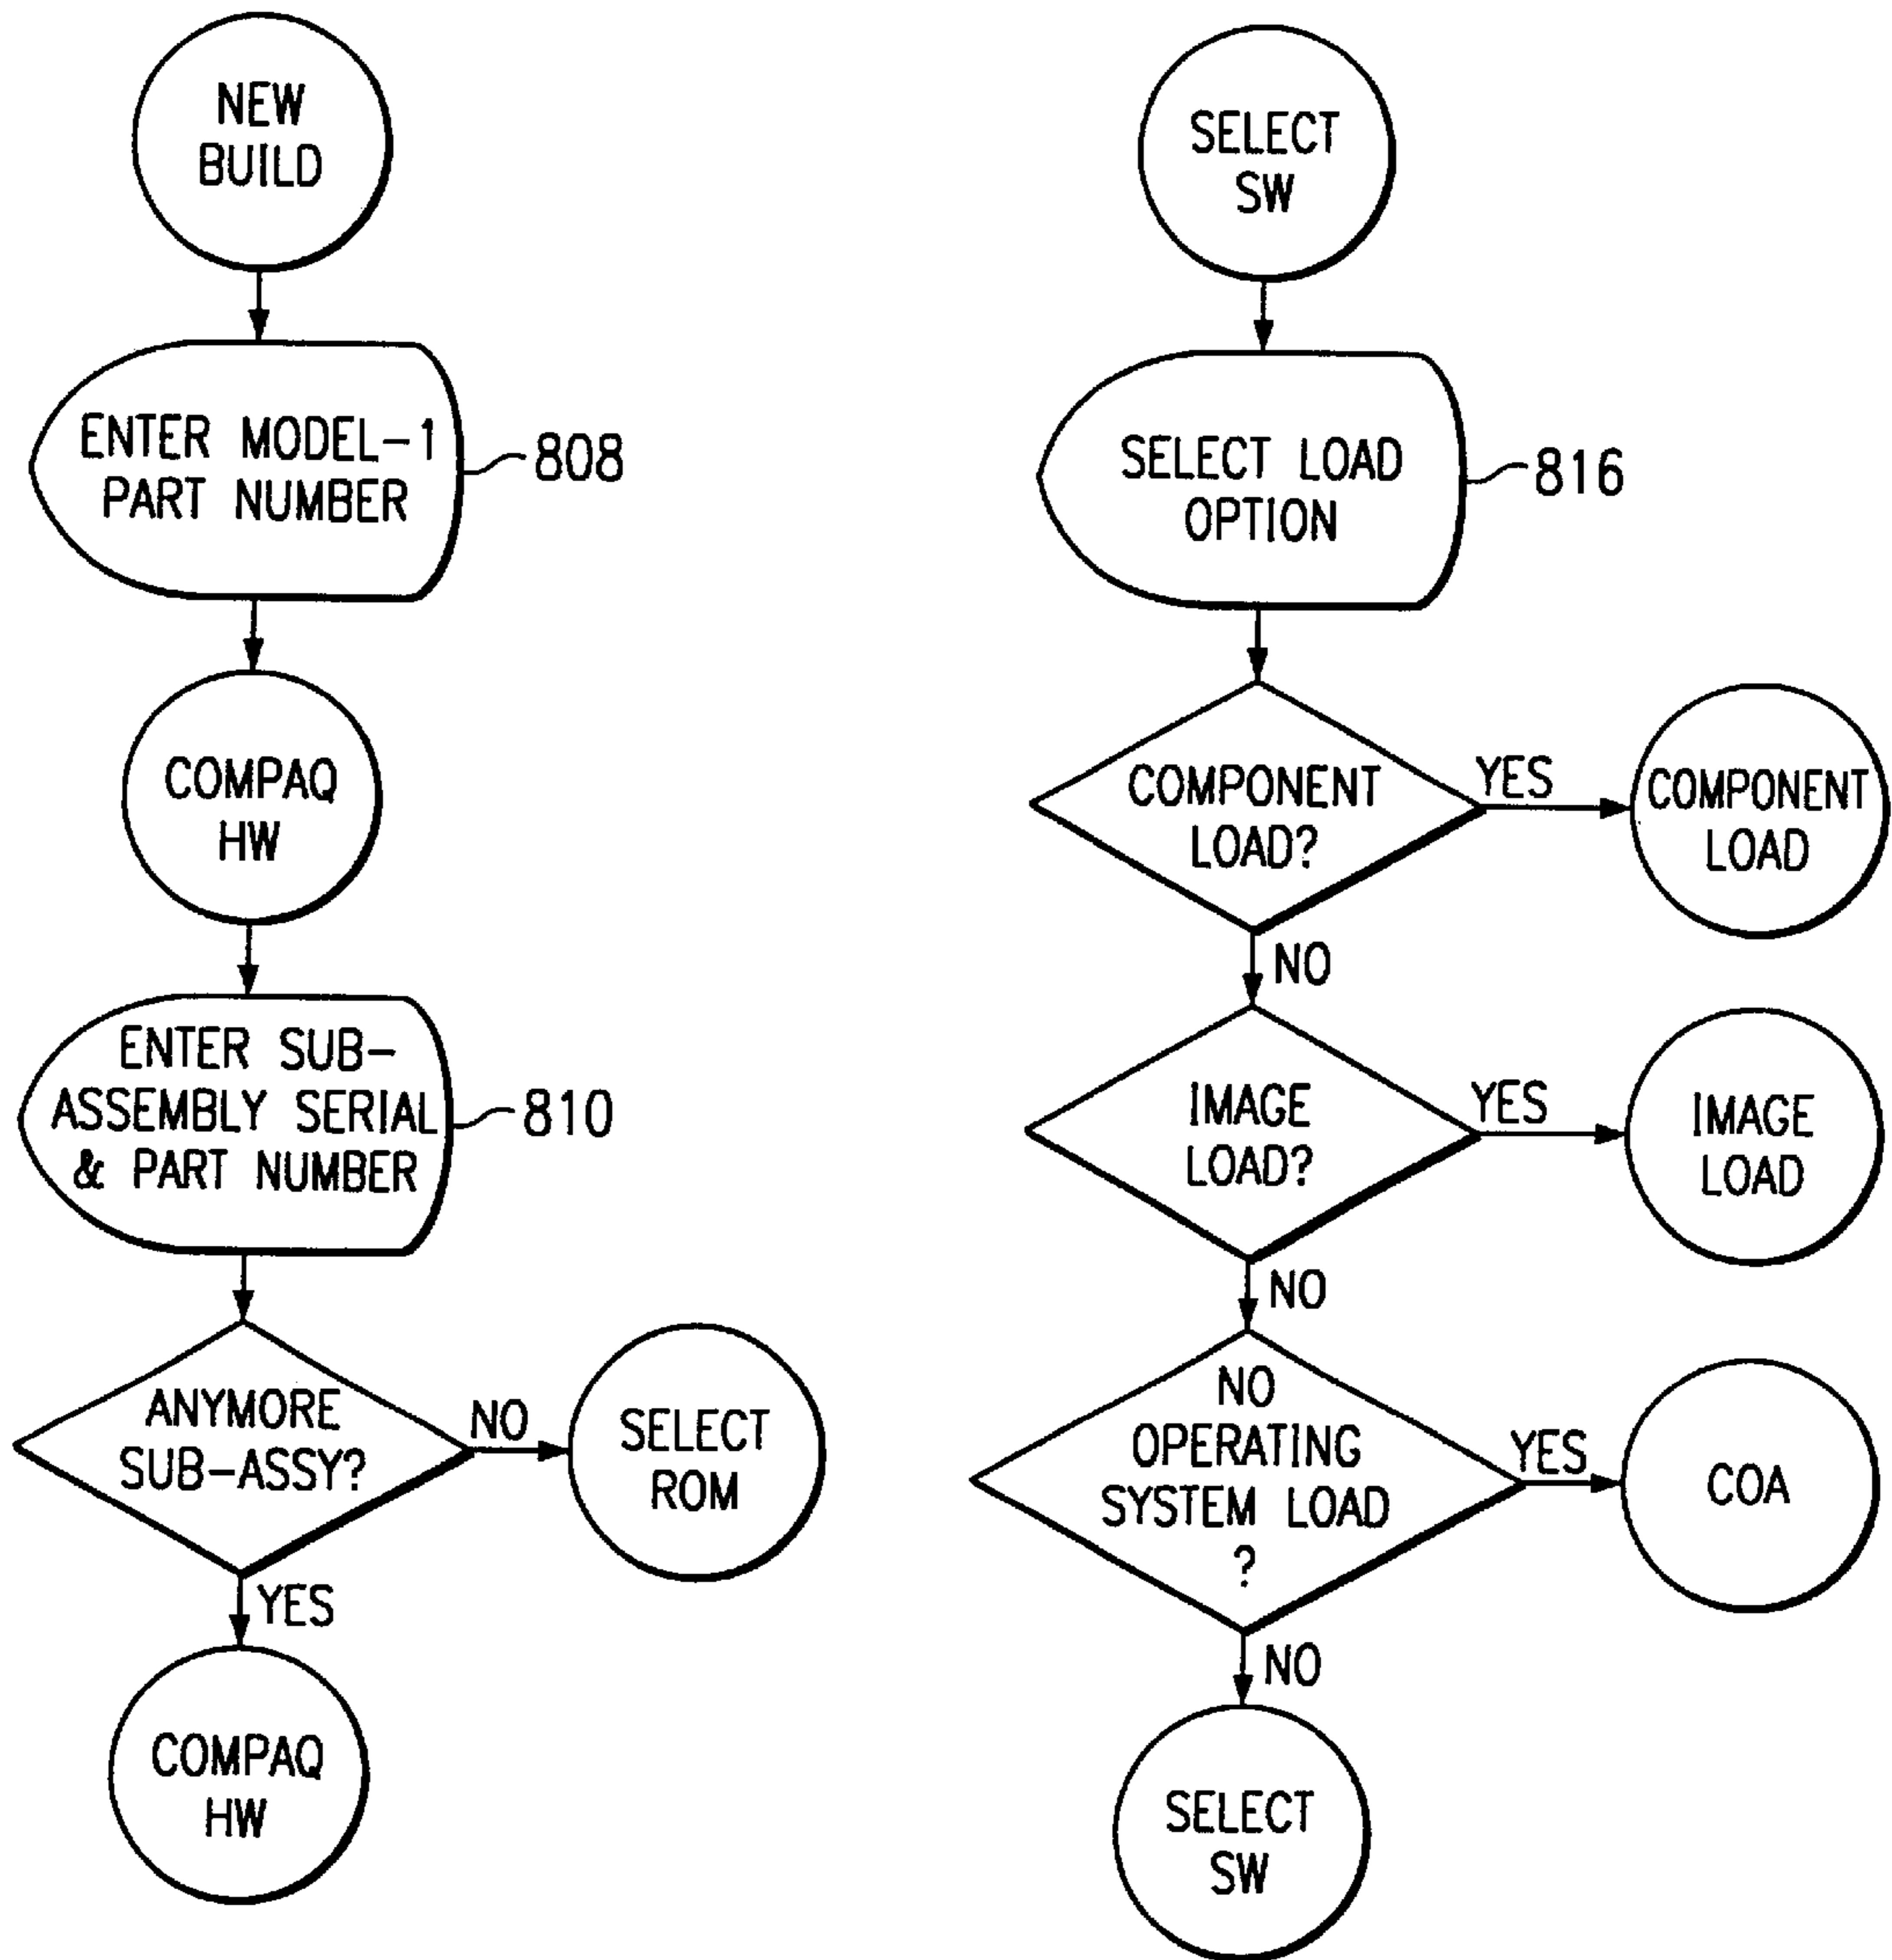 NEW
BUILD
ENTER MODEL-1
PART NUMBER
808
COMPAQ
HW
ENTER SUB-
ASSEMBLY SERIAL
& PART NUMBER
810
ANYMORE
SUB-ASSY?
NO
SELECT
ROM
YES
COMPAQ
HW
SELECT
SW
SELECT LOAD
OPTION
816
COMPONENT
LOAD?
YES
COMPONENT
LOAD
NO
IMAGE
LOAD?
YES
IMAGE
LOAD
NO
NO
OPERATING
SYSTEM LOAD
?
YES
COA
NO
SELECT
SW